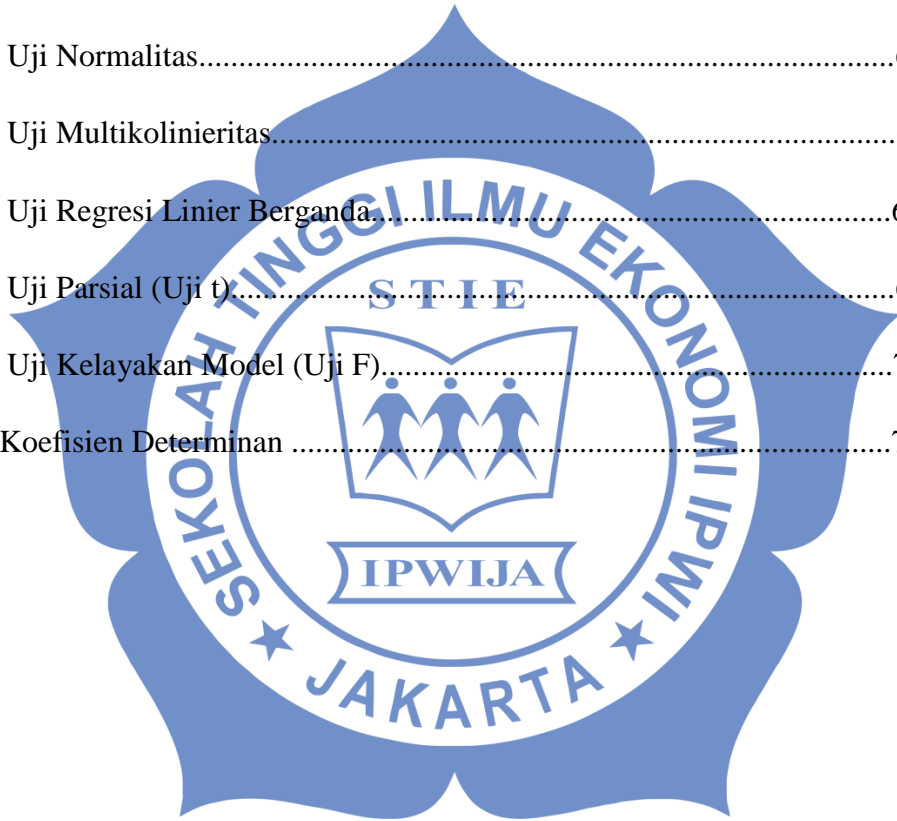 Uji Normalitas
Uji Multikolinieritas
Uji Regresi Linier Berganda
Uji Parsial (Uji t)
Uji Kelayakan Model (Uji F)
Koefisien Determinan
SEKOLAH TINGGI ILMU EKONOMI IPWI
STIE
IPWIJA
JAKARTA